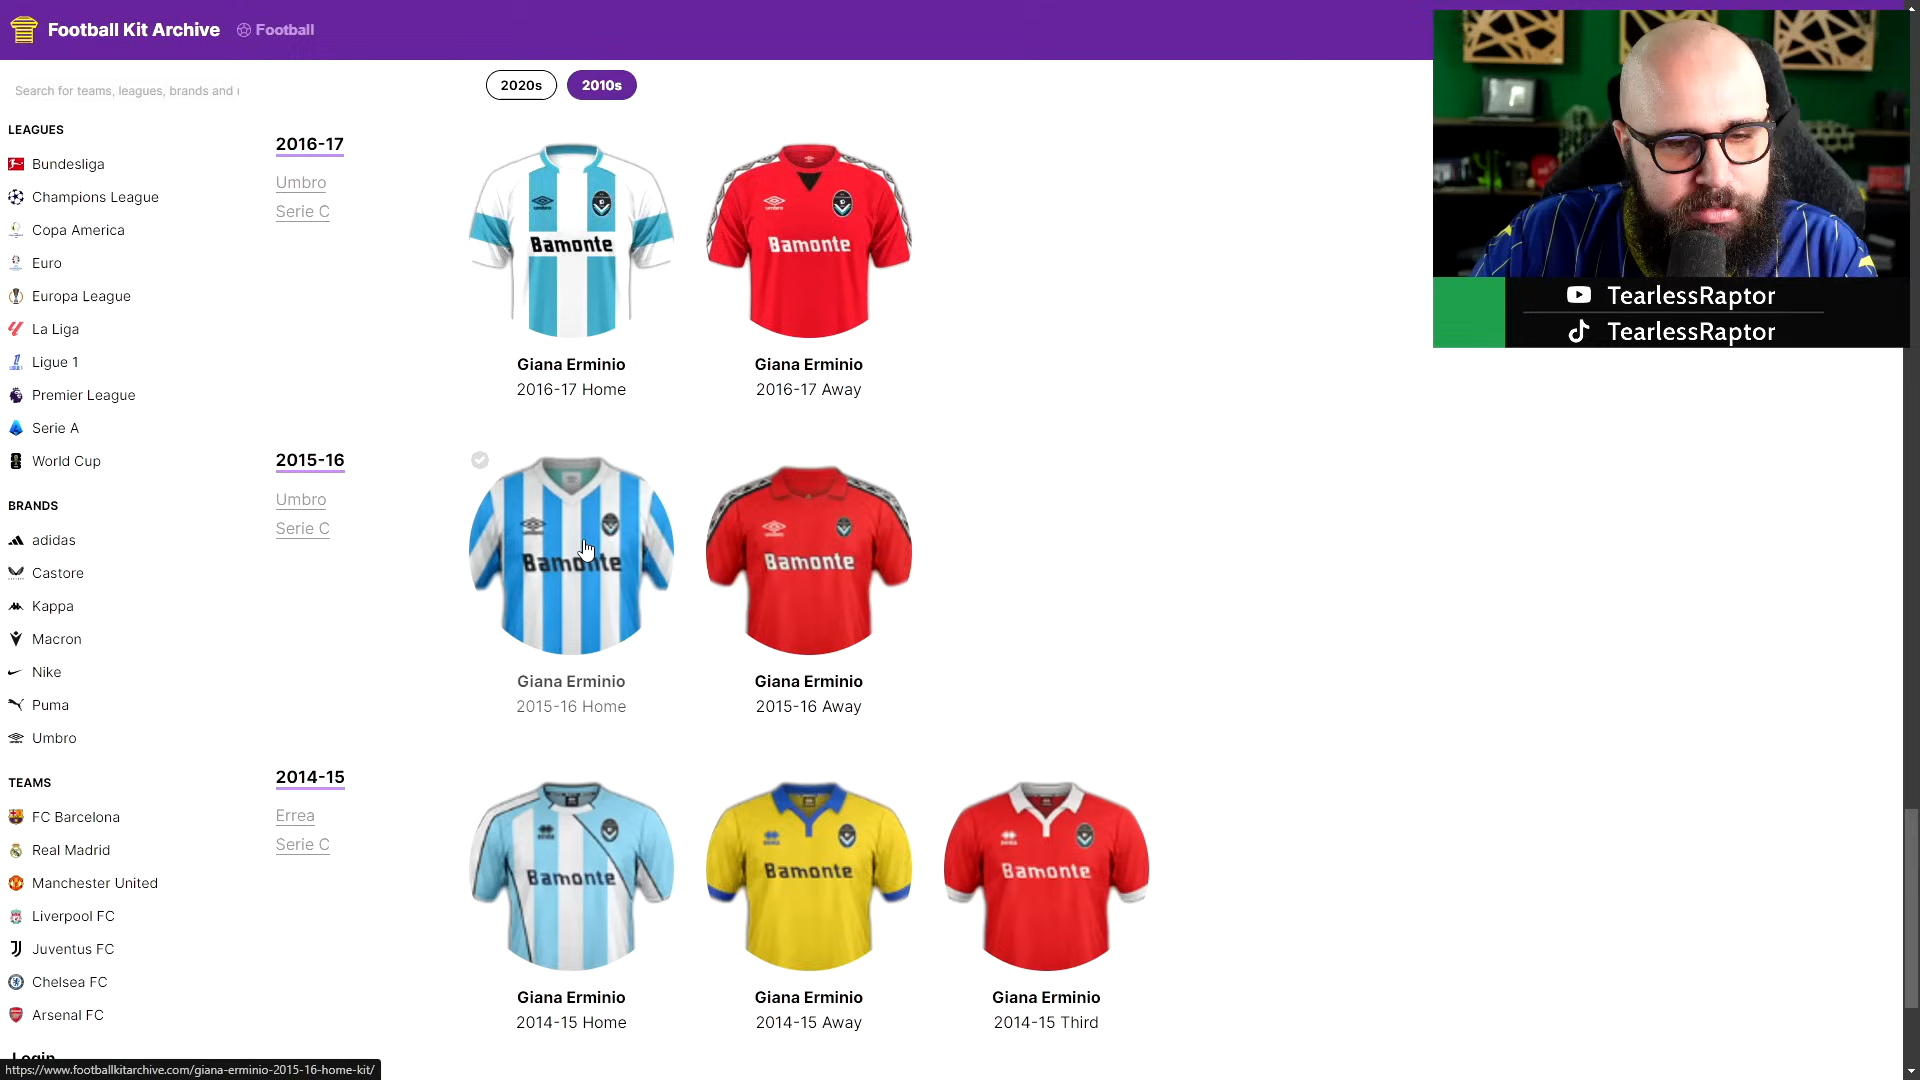 Football Kit Archive
Football
Search for teams, leagues, brands and u
2020s
2010s
LEAGUES
Bundesliga
Champions League
Copa America
Euro
Europa League
La Liga
Ligue 1
Premier League
Serie A
World Cup
BRANDS
adidas
Castore
Kappa
Macron
Nike
Puma
Umbro
TEAMS
FC Barcelona
Real Madrid
Manchester United
Liverpool FC
Juventus FC
Chelsea FC
Arsenal FC
Login
2016-17
Umbro
Serie C
Bamonte
Bamonte
Giana Erminio
2016-17 Home
Giana Erminio
2016-17 Away
2015-16
Umbro
Serie C
Bamonte
Bamonte
Giana Erminio
2015-16 Home
Giana Erminio
2015-16 Away
2014-15
Errea
Serie C
Bamonte
Bamonte
Bamonte
Giana Erminio
2014-15 Home
Giana Erminio
2014-15 Away
Giana Erminio
2014-15 Third
TearlessRaptor
TearlessRaptor
https://www.footballkitarchive.com/giana-erminio-2015-16-home-kit/